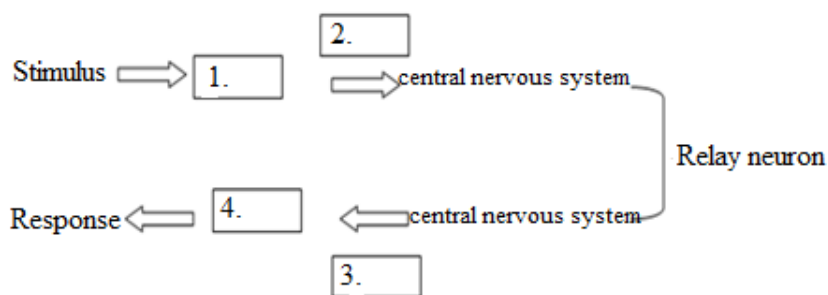 2.
Stimulus 1. central nervous system
Relay neuron
Response 4. central nervous system
3.